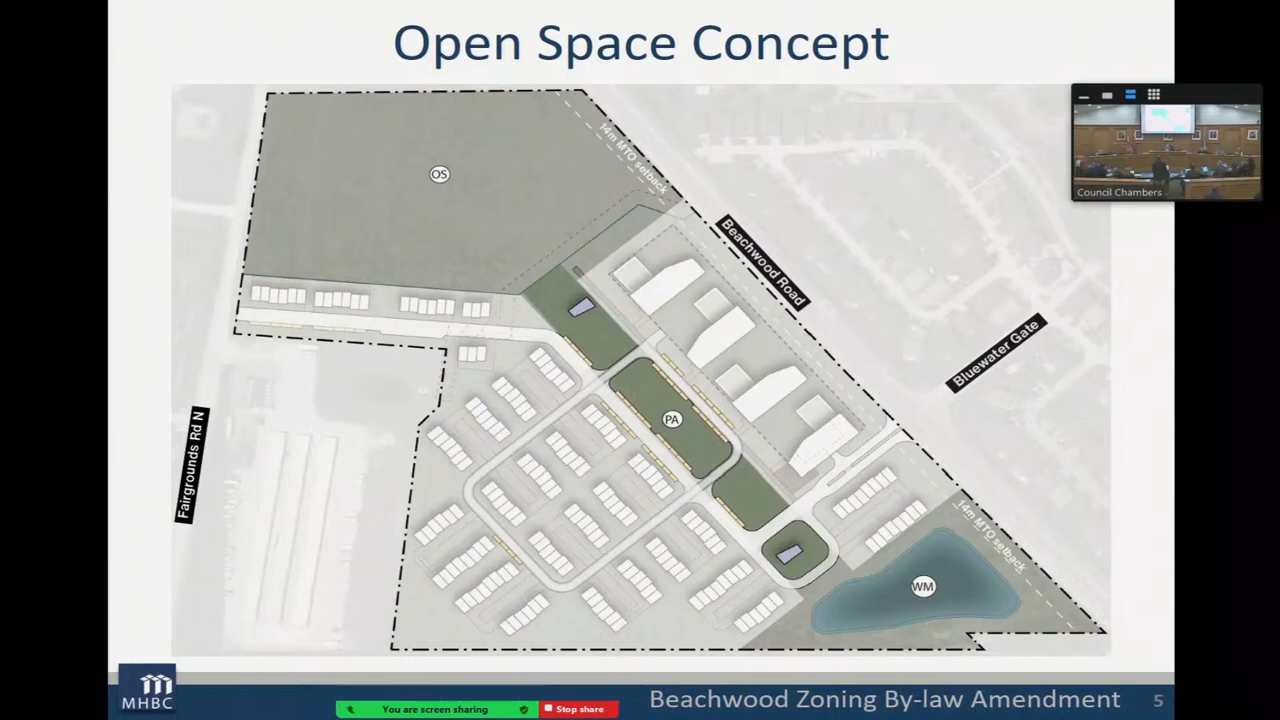 Open Space Concept
14m MTO setback
OS
Council Chambers
Beachwood Road
Bluewater Gate
PA
Fairgrounds Rd N
14m MTO setback
WM
MHBC
Beachwood Zoning By-law Amendment 5
You are screen sharing
Stop share